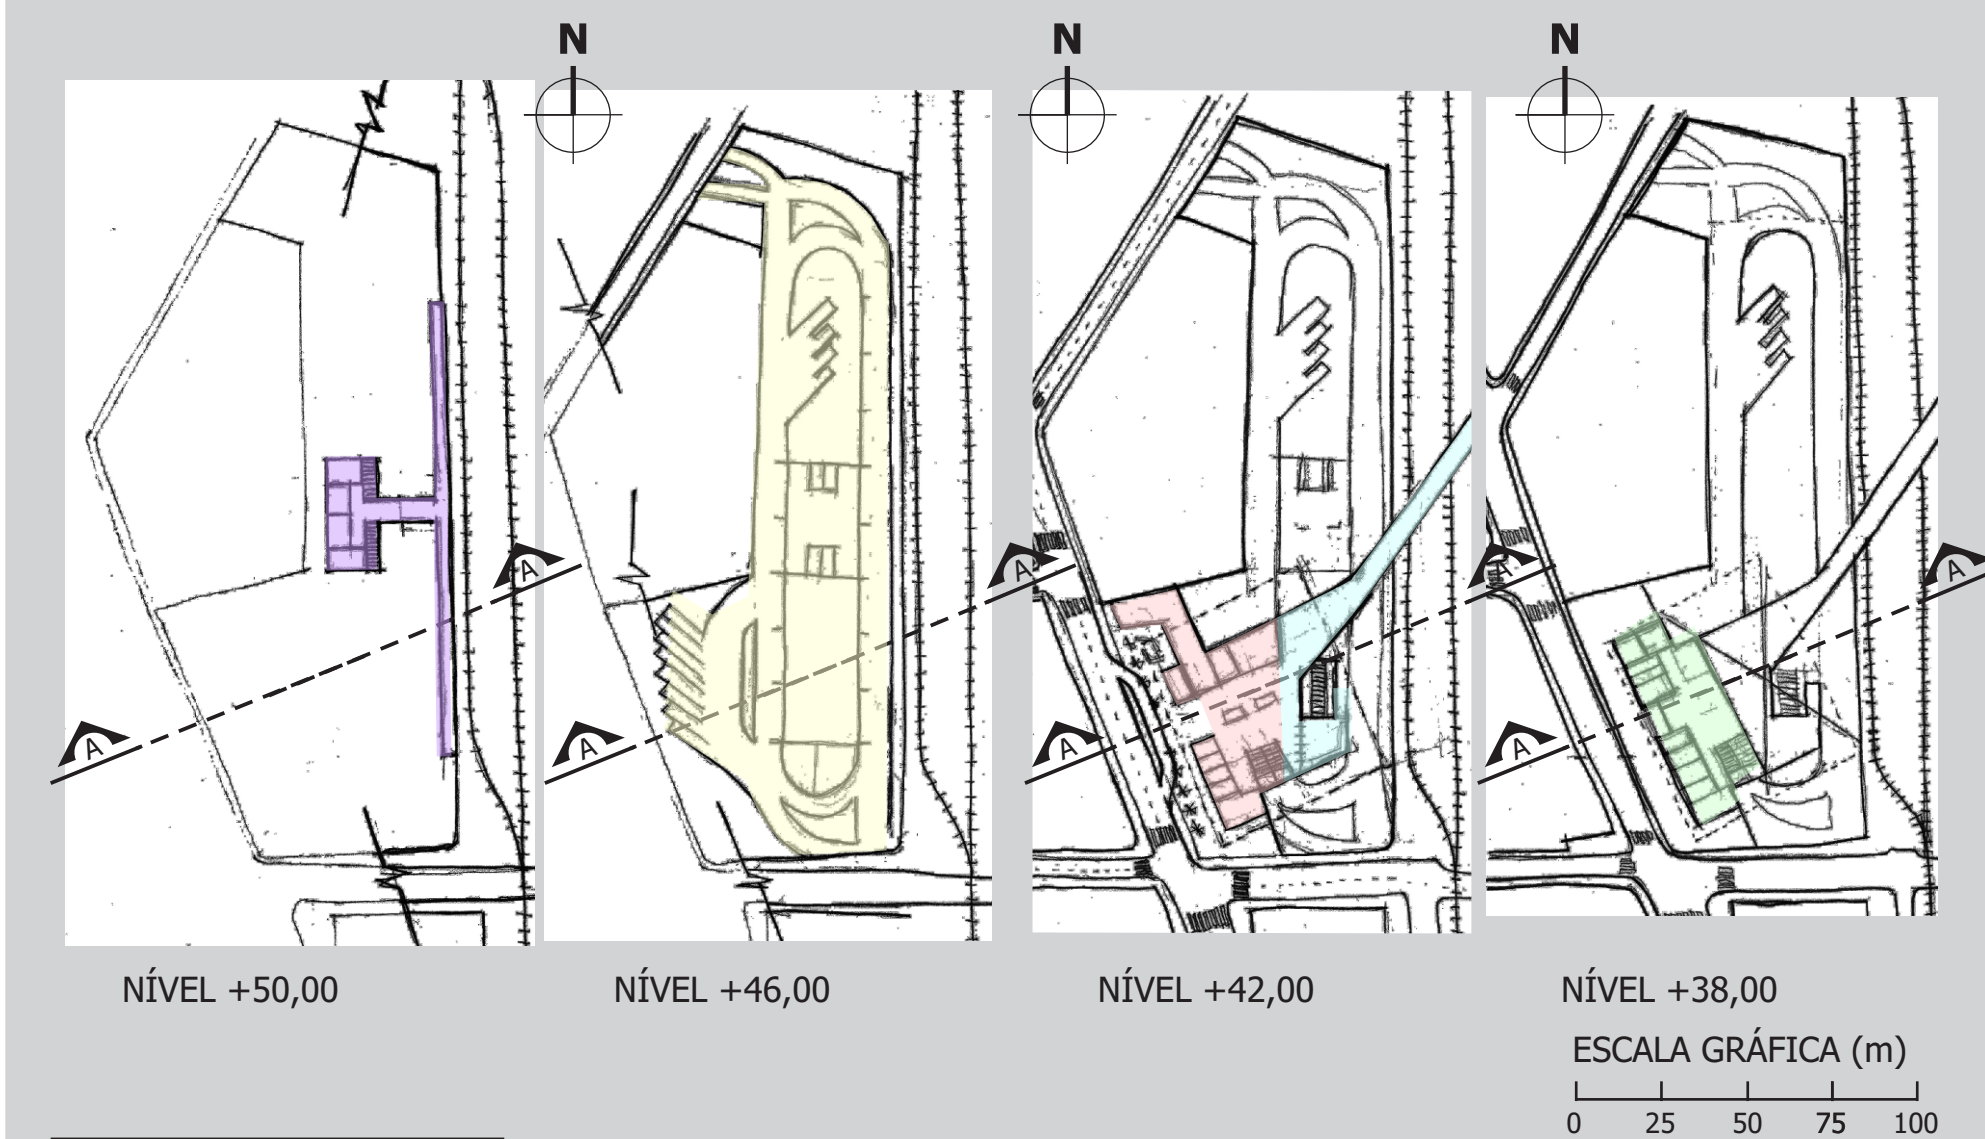 N
N
N
A
A
A
A
A
A
A
A
NÍVEL +50,00
NÍVEL +46,00
NÍVEL +42,00
NÍVEL +38,00
ESCALA GRÁFICA (m)
0 25 50 75 100